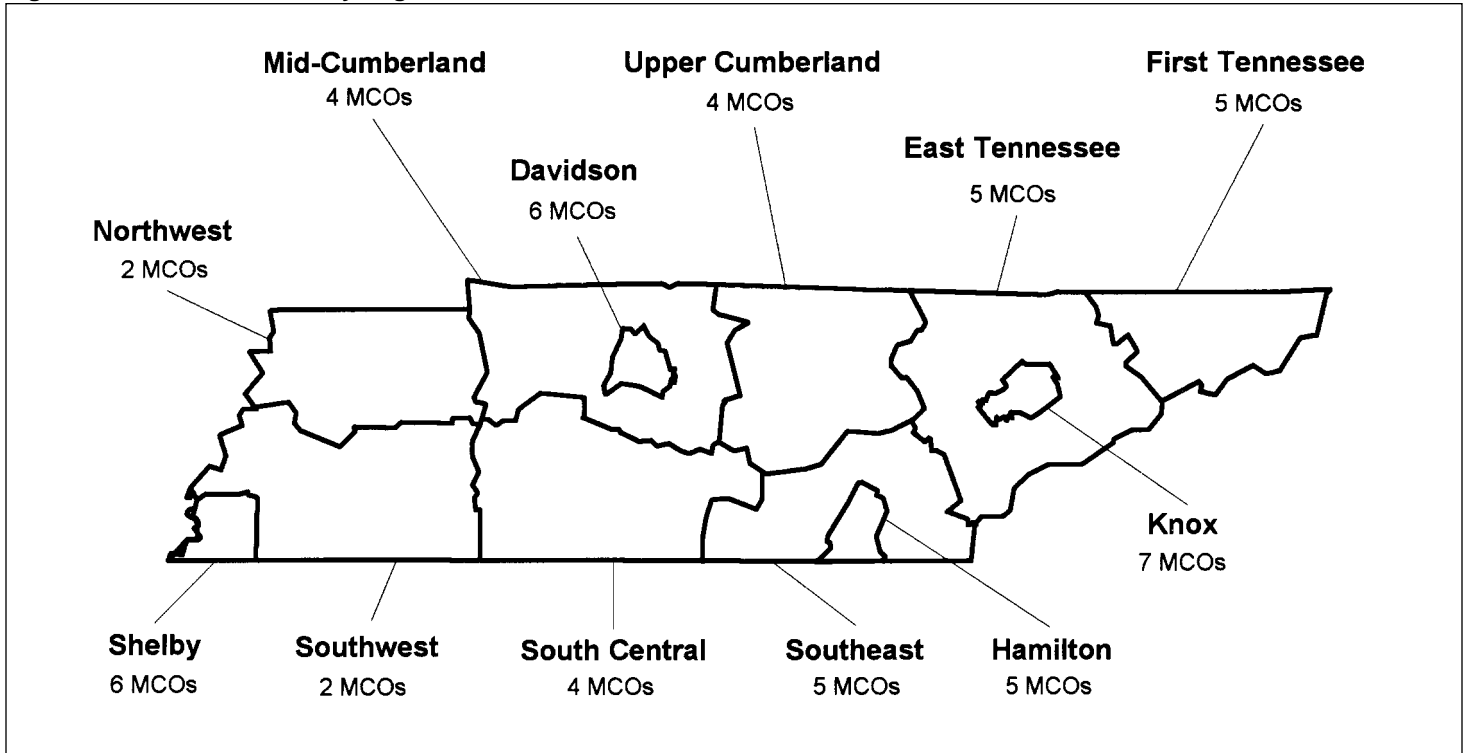 Mid-Cumberland
4 MCOs
Upper Cumberland
4 MCOs
First Tennessee
5 MCOs
East Tennessee
5 MCOs
Davidson
6 MCOs
Northwest
2 MCOs
Knox
7 MCOs
Shelby
6 MCOs
Southwest
2 MCOs
South Central
4 MCOs
Southeast
5 MCOs
Hamilton
5 MCOs